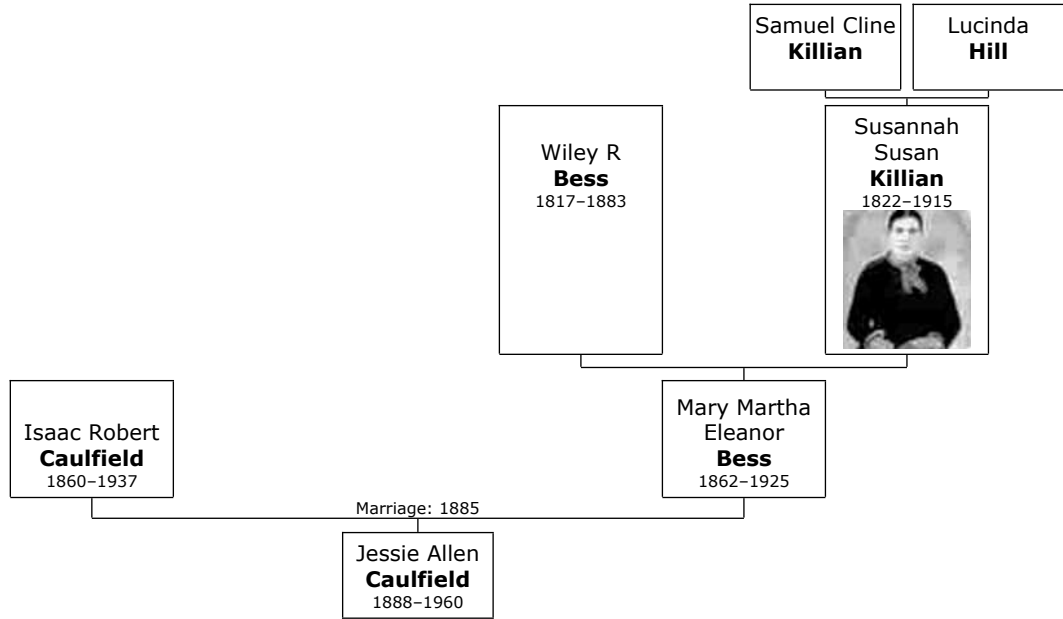 Samuel Cline
Killian
Lucinda
Hill
Wiley R
Bess
1817–1883
Susannah
Susan
Killian
1822–1915
Isaac Robert
Caulfield
1860–1937
Mary Martha
Eleanor
Bess
1862–1925
Marriage: 1885
Jessie Allen
Caulfield
1888–1960